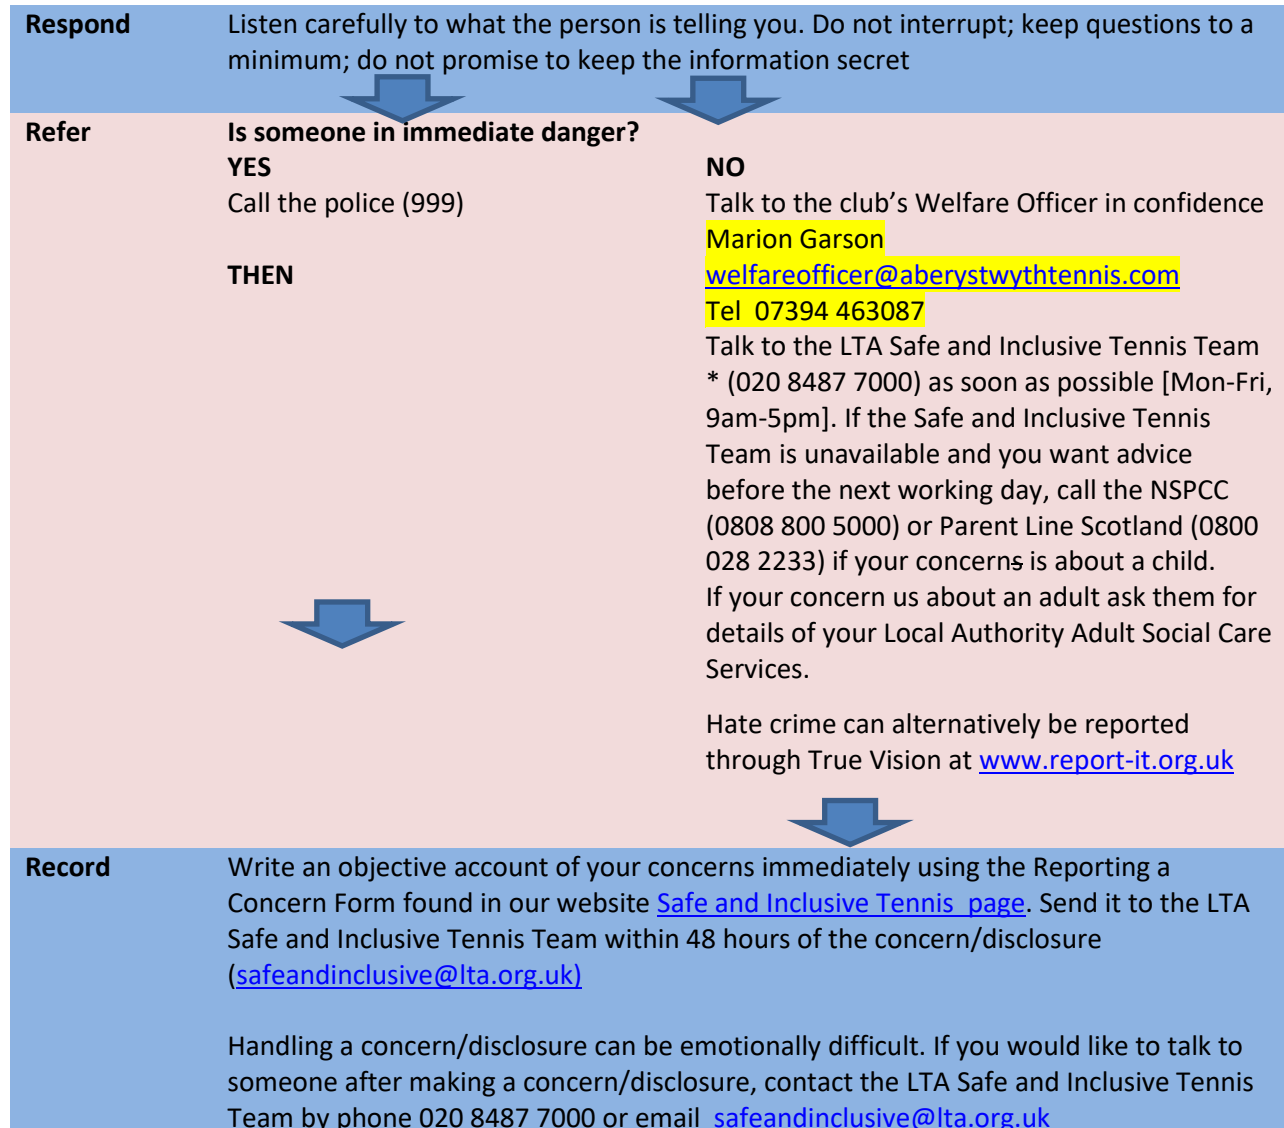 Respond
Listen carefully to what the person is telling you. Do not interrupt; keep questions to a
minimum; do not promise to keep the information secret
Refer
Is someone in immediate danger?
YES
Call the police (999)
THEN
NO
Talk to the club's Welfare Officer in confidence
Marion Garson
welfareofficer@aberystwythtennis.com
Tel 07394 463087
Talk to the LTA Safe and Inclusive Tennis Team
* (020 8487 7000) as soon as possible [Mon-Fri,
9am-5pm]. If the Safe and Inclusive Tennis
Team is unavailable and you want advice
before the next working day, call the NSPCC
(0808 800 5000) or Parent Line Scotland (0800
028 2233) if your concerns is about a child.
If your concern us about an adult ask them for
details of your Local Authority Adult Social Care
Services.
Hate crime can alternatively be reported
through True Vision at www.report-it.org.uk
Record
Write an objective account of your concerns immediately using the Reporting a
Concern Form found in our website Safe and Inclusive Tennis page. Send it to the LTA
Safe and Inclusive Tennis Team within 48 hours of the concern/disclosure
(safeandinclusive@lta.org.uk)
Handling a concern/disclosure can be emotionally difficult. If you would like to talk to
someone after making a concern/disclosure, contact the LTA Safe and Inclusive Tennis
Team by phone 020 8487 7000 or email safeandinclusive@lta.org.uk